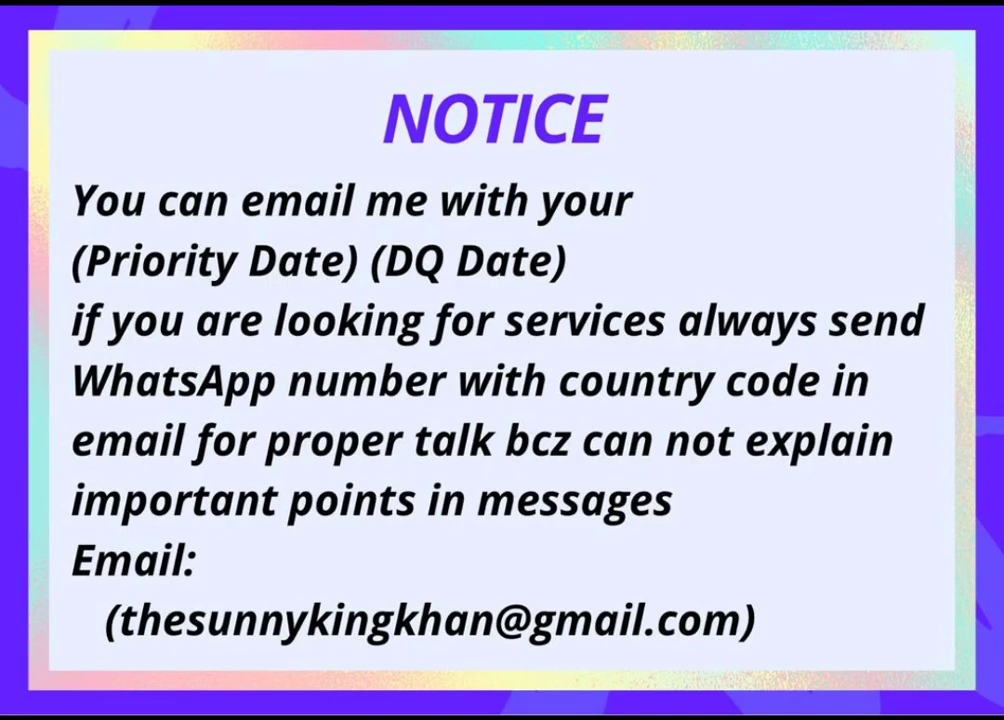 NOTICE
You can email me with your
(Priority Date) (DQ Date)
if you are looking for services always send
WhatsApp number with country code in
email for proper talk bcz can not explain
important points in messages
Email:
(thesunnykingkhan@gmail.com)